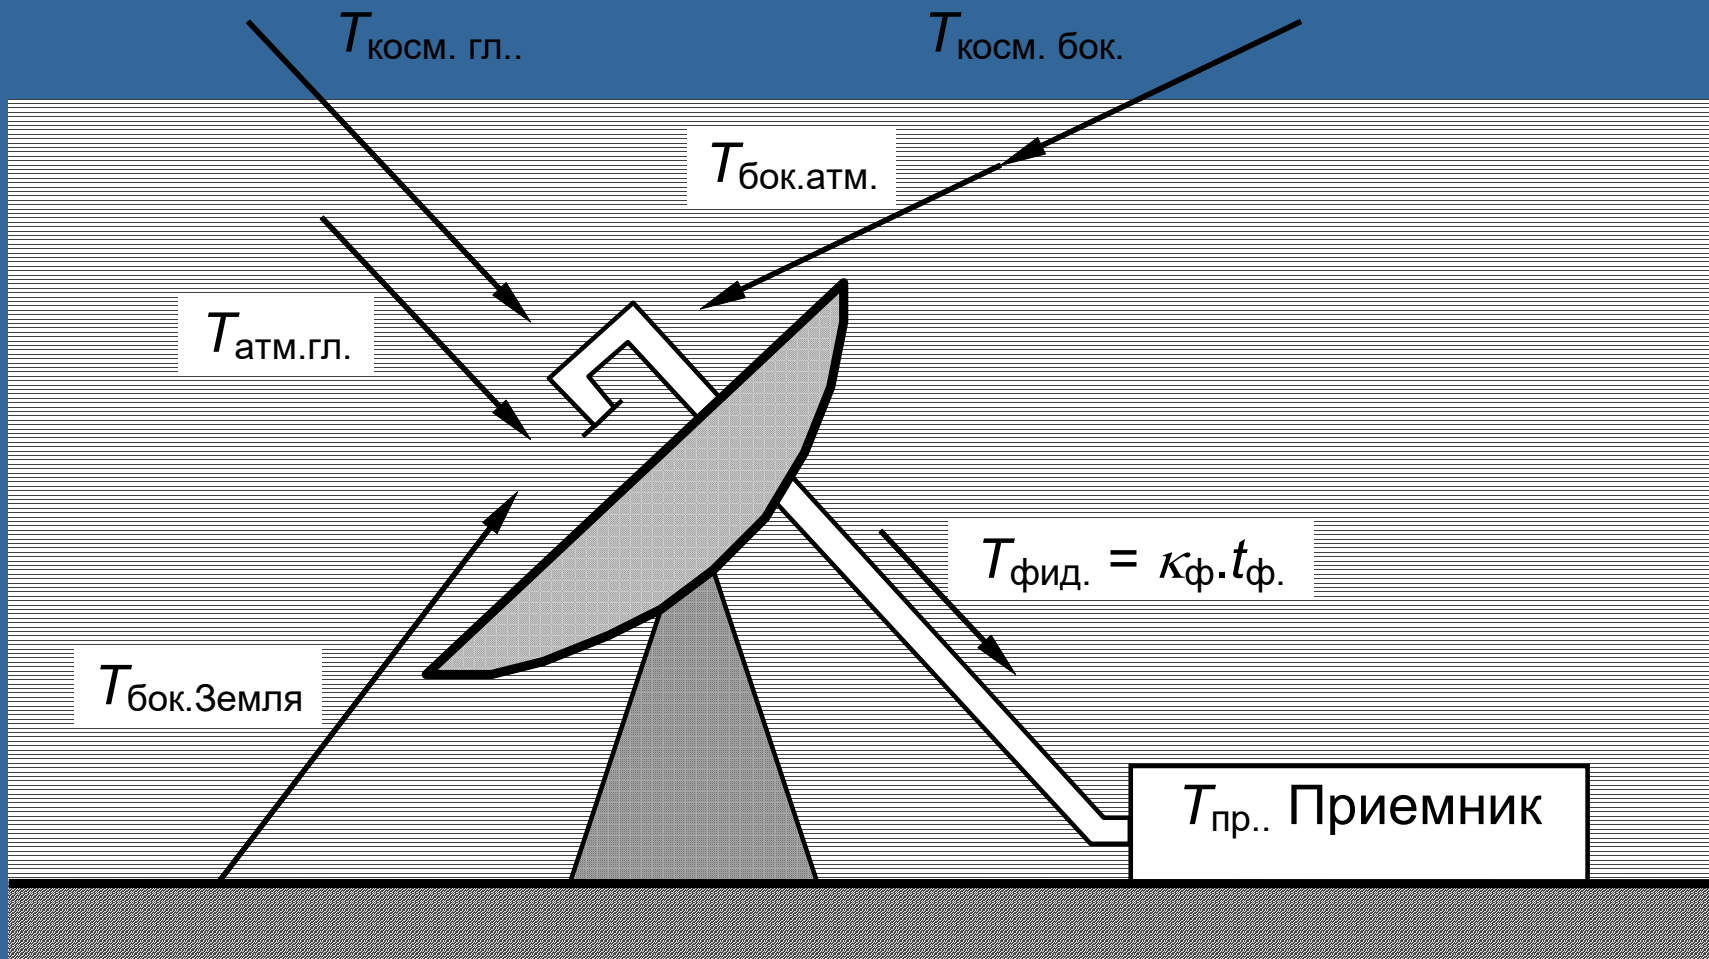 Tкосм. гл..
Tкосм. бок.
Tбок.атм.
Tатм.гл.
Tфид. = κф.tф.
Tбок.Земля
Tпр.. Приемник